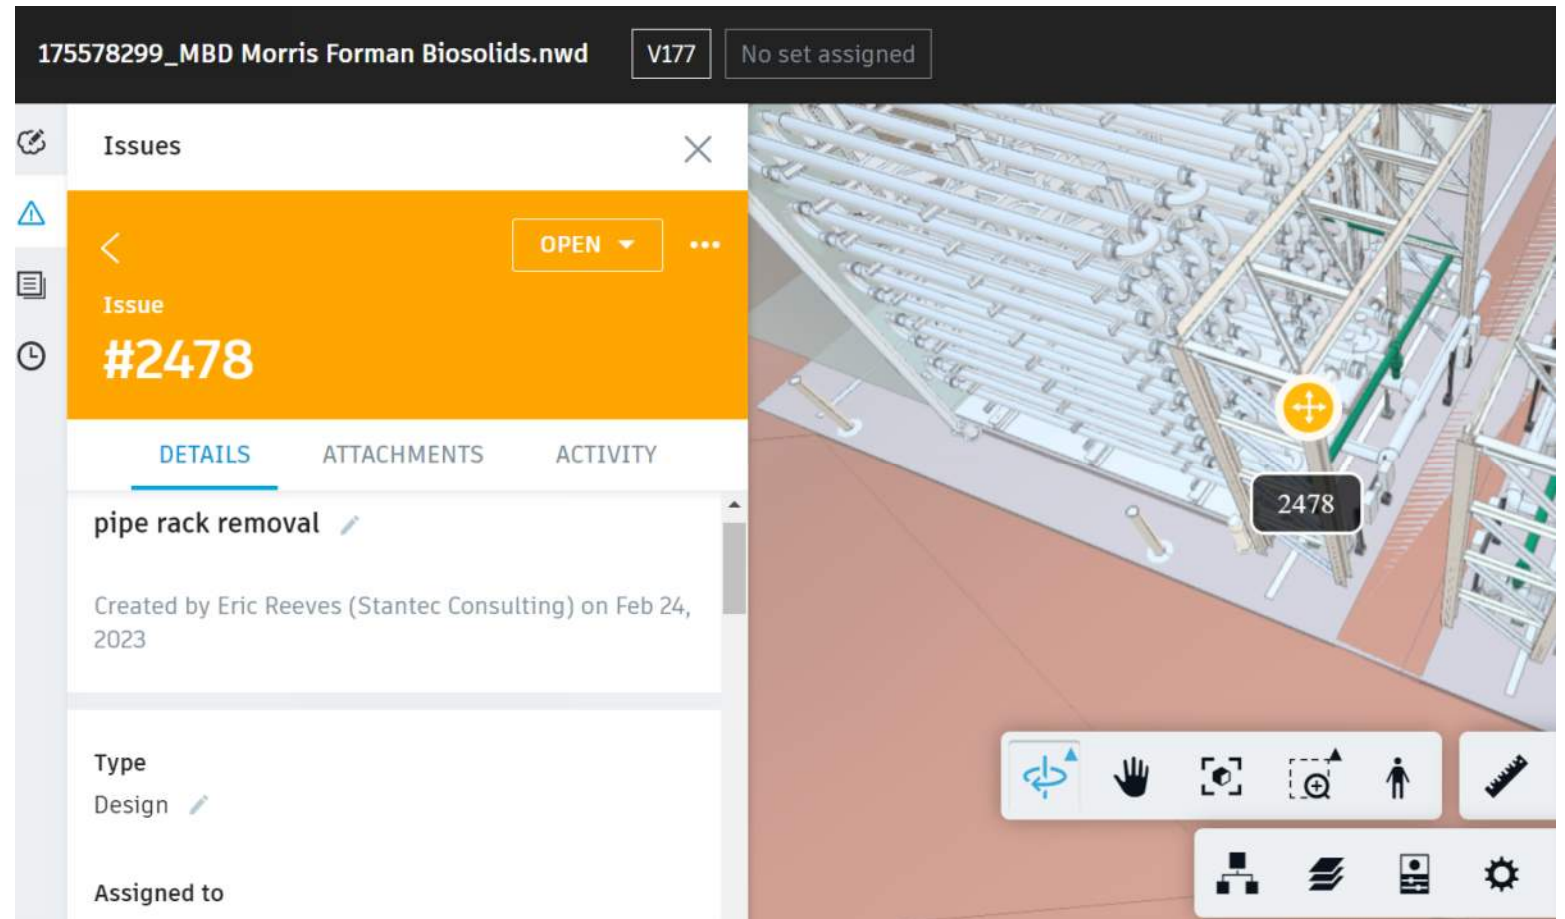 175578299_MBD Morris Forman Biosolids.nwd V177 No set assigned
Issues
OPEN
Issue
#2478
DETAILS ATTACHMENTS ACTIVITY
pipe rack removal
Created by Eric Reeves (Stantec Consulting) on Feb 24,
2023
Type
Design
Assigned to
2478